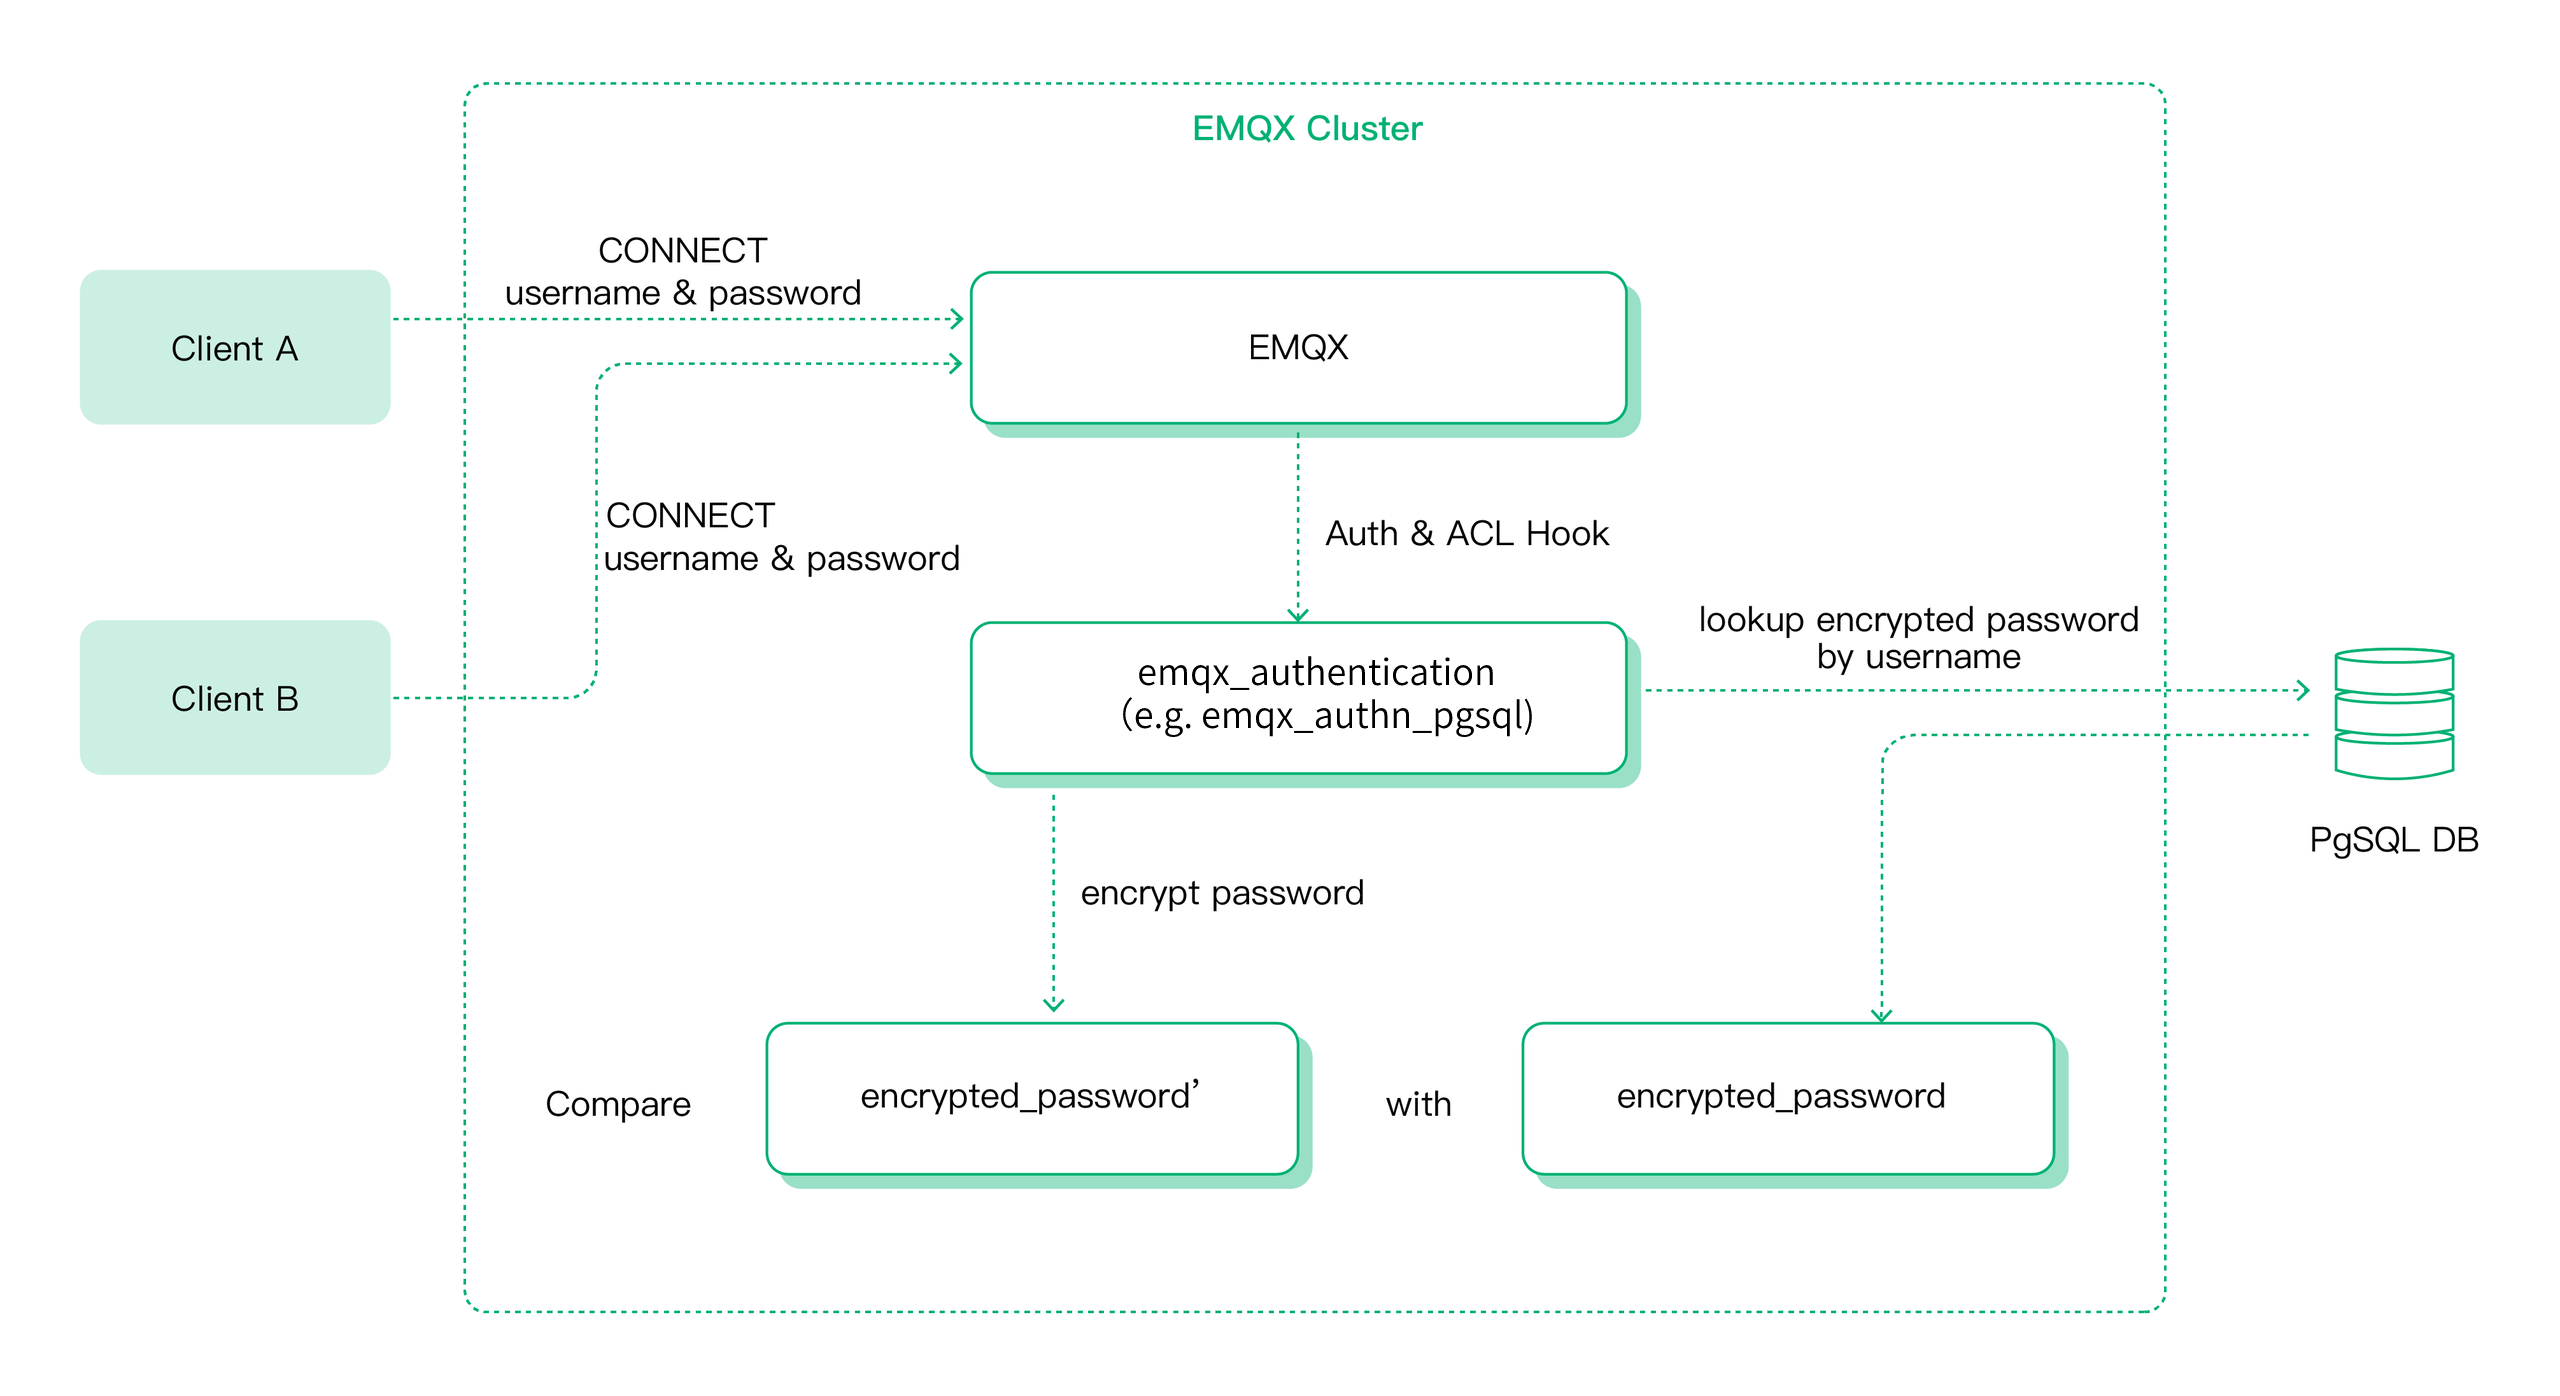 EMQX Cluster
CONNECT
username & password
Client A
EMQX
CONNECT
username & password
Auth & ACL Hook
Client B
emqx_authentication
(e.g. emqx_authn_pgsql)
lookup encrypted password
by username
PgSQL DB
encrypt password
Compare
encrypted_password’
with
encrypted_password